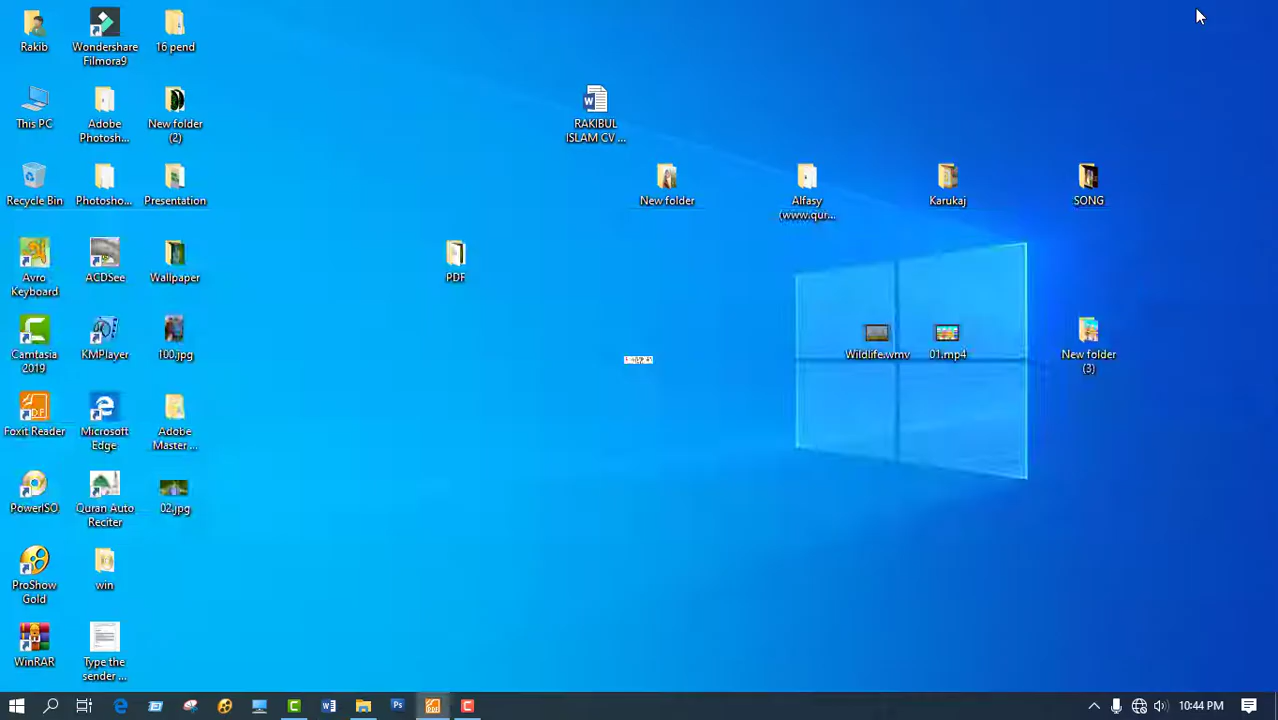 Rakib
Wondershare
Filmora9
16 pend
This PC
Adobe
Photosh...
New folder
(2)
RAKIBUL
ISLAM CV ...
Recycle Bin
Photosho...
Presentation
New folder
Alfasy
(www.qur...
Karukaj
SONG
Avro
Keyboard
ACDSee
Wallpaper
PDF
Camtasia
2019
KMPlayer
100.jpg
Wildlife.wmv
01.mp4
New folder
(3)
Foxit Reader
Microsoft
Edge
Adobe
Master ...
PowerISO
Quran Auto
Reciter
02.jpg
ProShow
Gold
win
WinRAR
Type the
sender ...
10:44 PM